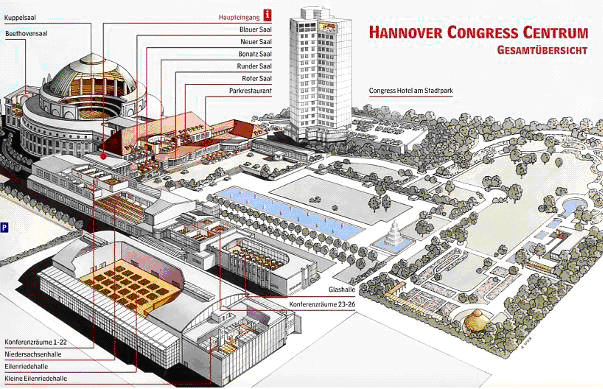 HANNOVER CONGRESS CENTRUM
GESAMTÜBERSICHT
Kuppelsaal
Beethovensaal
Haupteingang
i
Blauer Saal
Neuer Saal
Bonatz Saal
Runder Saal
Roter Saal
Parkrestaurant
Congress Hotel am Stadtpark
P
Glashalle
Konferenzräume 23-26
Konferenzräume 1-22
Niedersachsenhalle
Eilenriedehalle
Kleine Eilenriedehalle